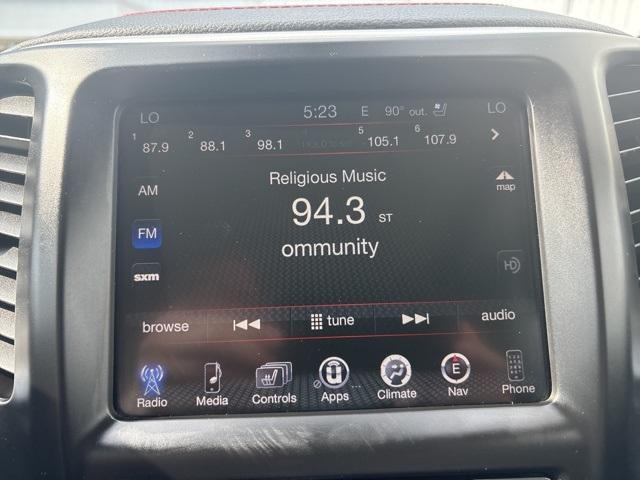 LO 5:23 E 90° out. LO
1 87.9 2 88.1 3 98.1 4 5 105.1 6 107.9
AM Religious Music map
94.3 ST
FM ommunity
sxm HD
browse tune audio
Radio Media Controls Apps Climate E Nav Phone